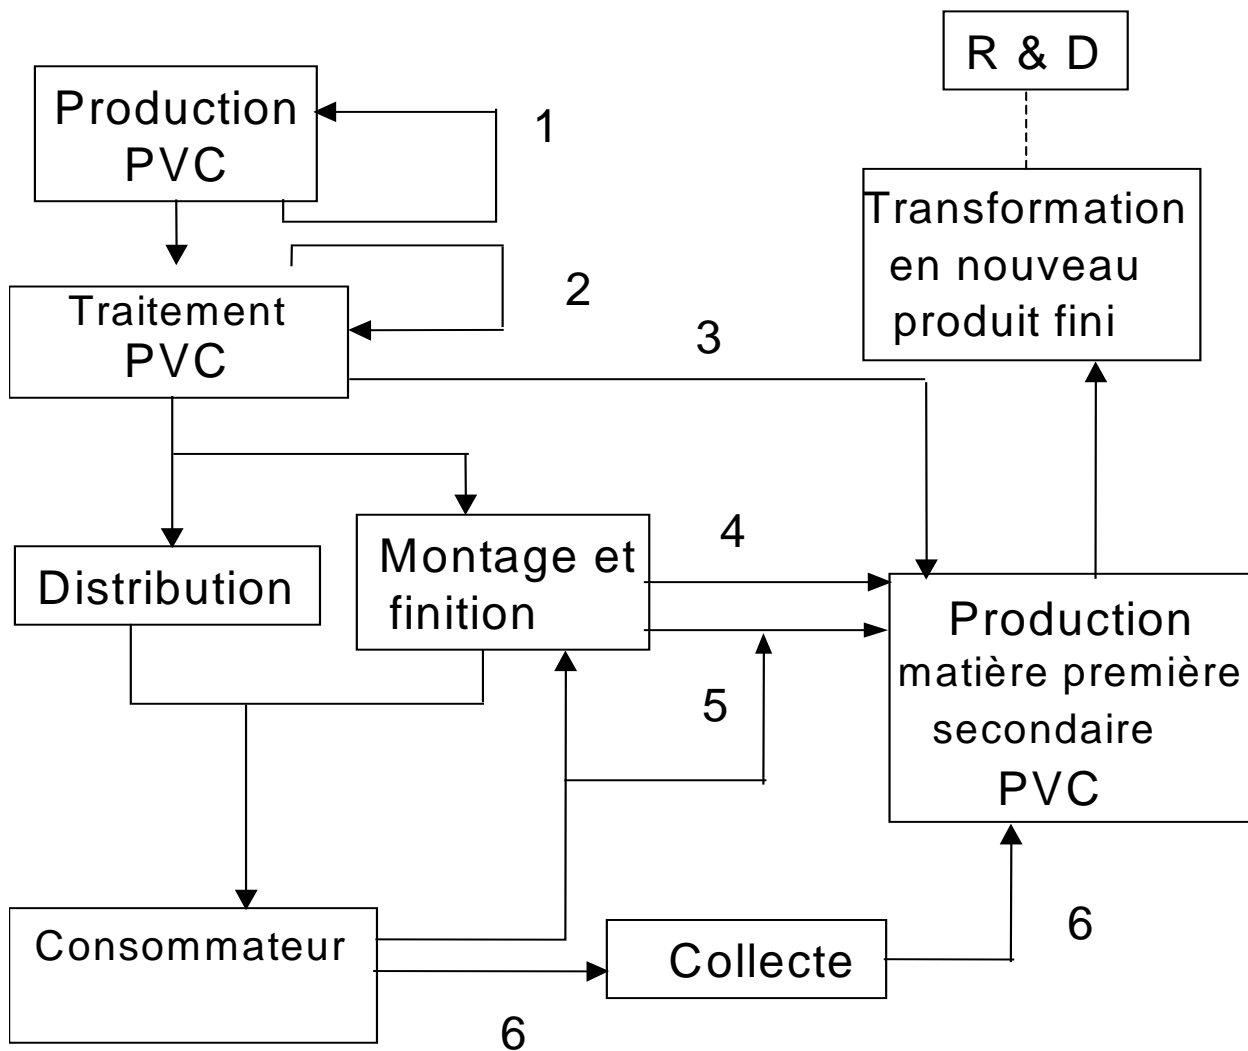 R & D
Production
PVC
1
Transformation
en nouveau
produit fini
2
Traitement
PVC
3
4
Montage et
finition
Distribution
Production
matière première
secondaire
PVC
5
6
Consommateur
Collecte
6